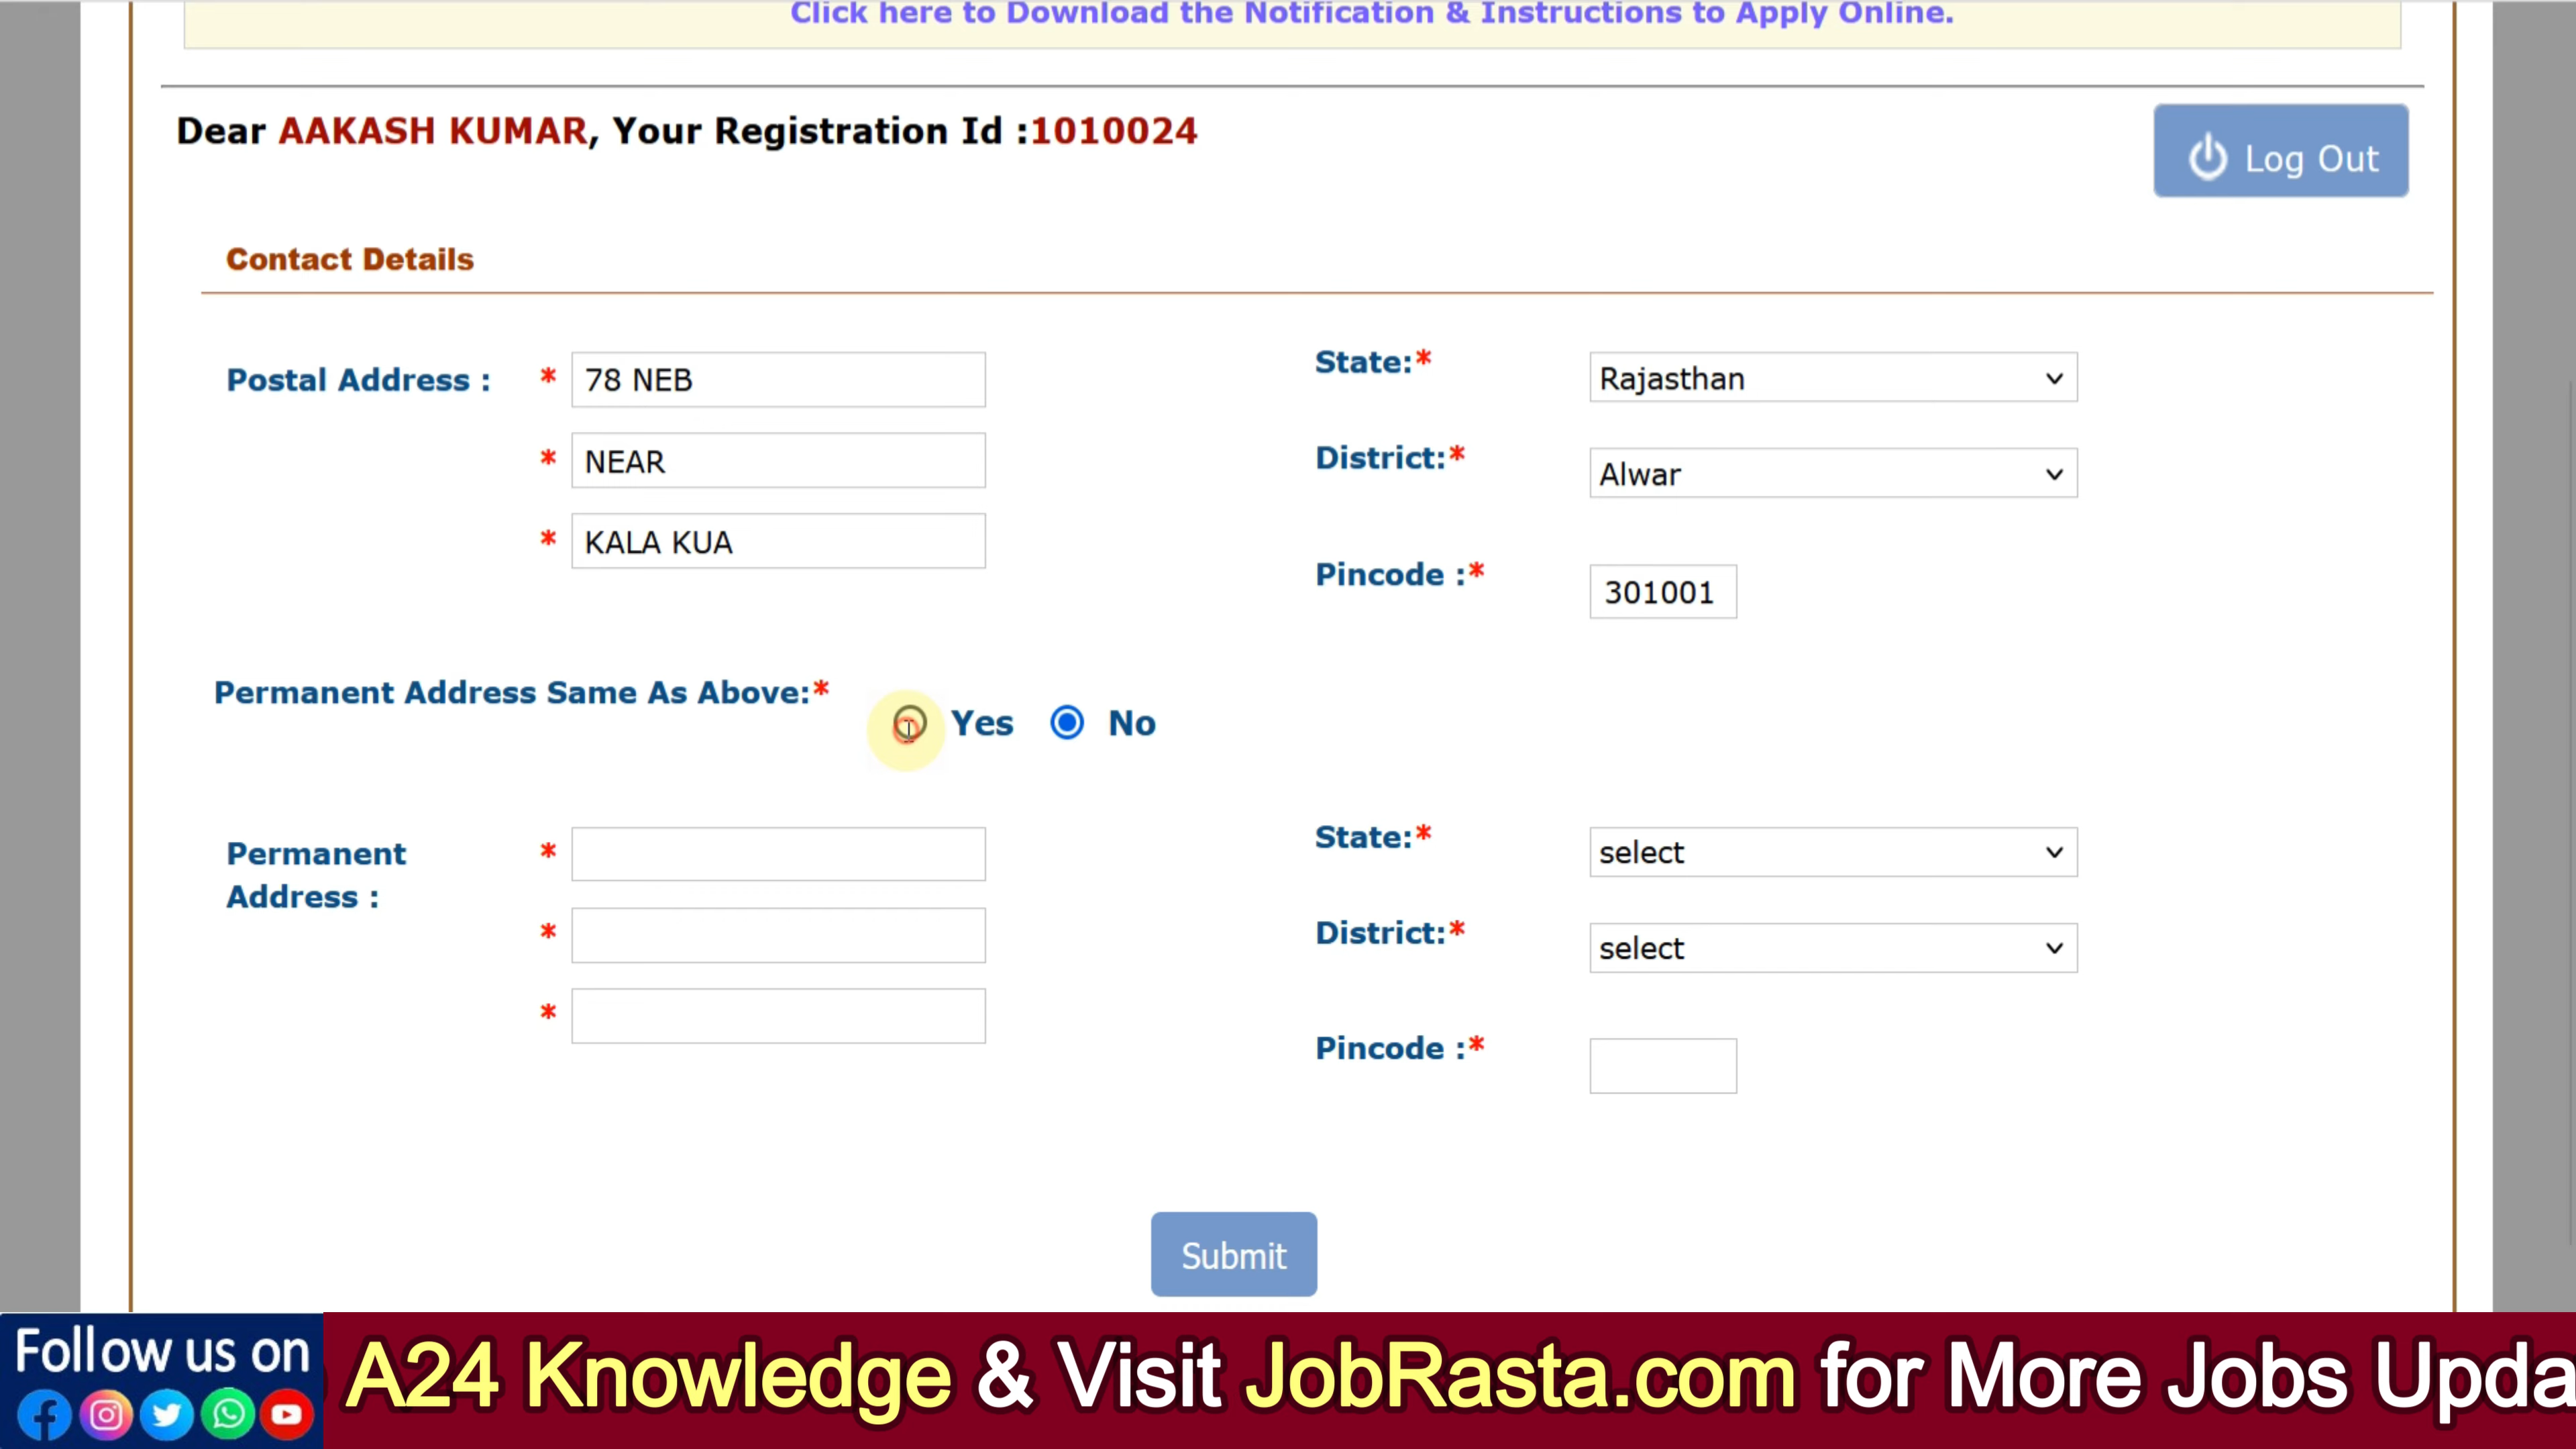 Click here to Download the Notification & Instructions to Apply Online.
Dear AAKASH KUMAR, Your Registration Id :1010024
Log Out
Contact Details
Postal Address : * 78 NEB
* NEAR
* KALA KUA
State:* Rajasthan
District:* Alwar
Pincode :* 301001
Permanent Address Same As Above:* Yes No
Permanent
Address :
*
*
*
State:* select
District:* select
Pincode :*
Submit
Follow us on
A24 Knowledge & Visit JobRasta.com for More Jobs Upda